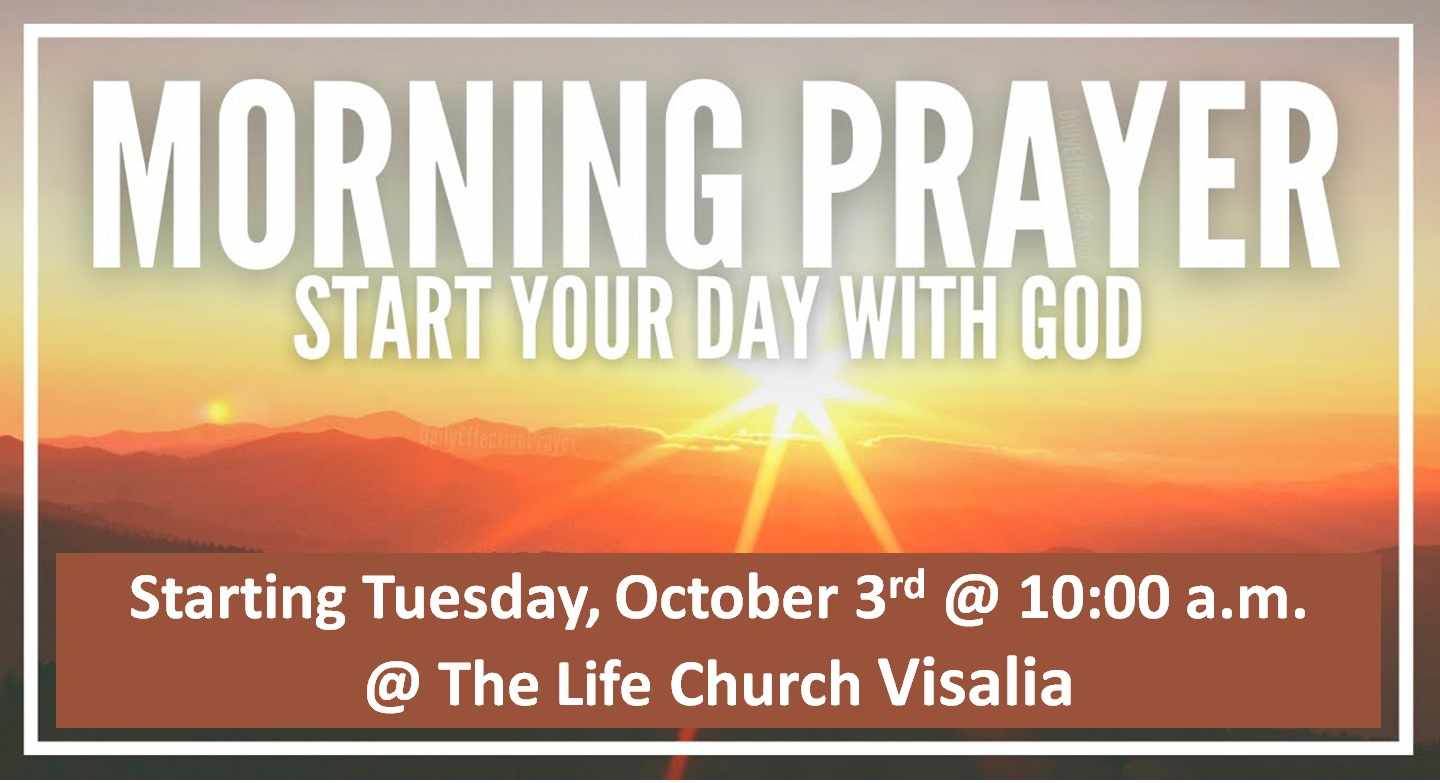 MORNING PRAYER
START YOUR DAY WITH GOD
Starting Tuesday, October 3rd @ 10:00 a.m.
@ The Life Church Visalia